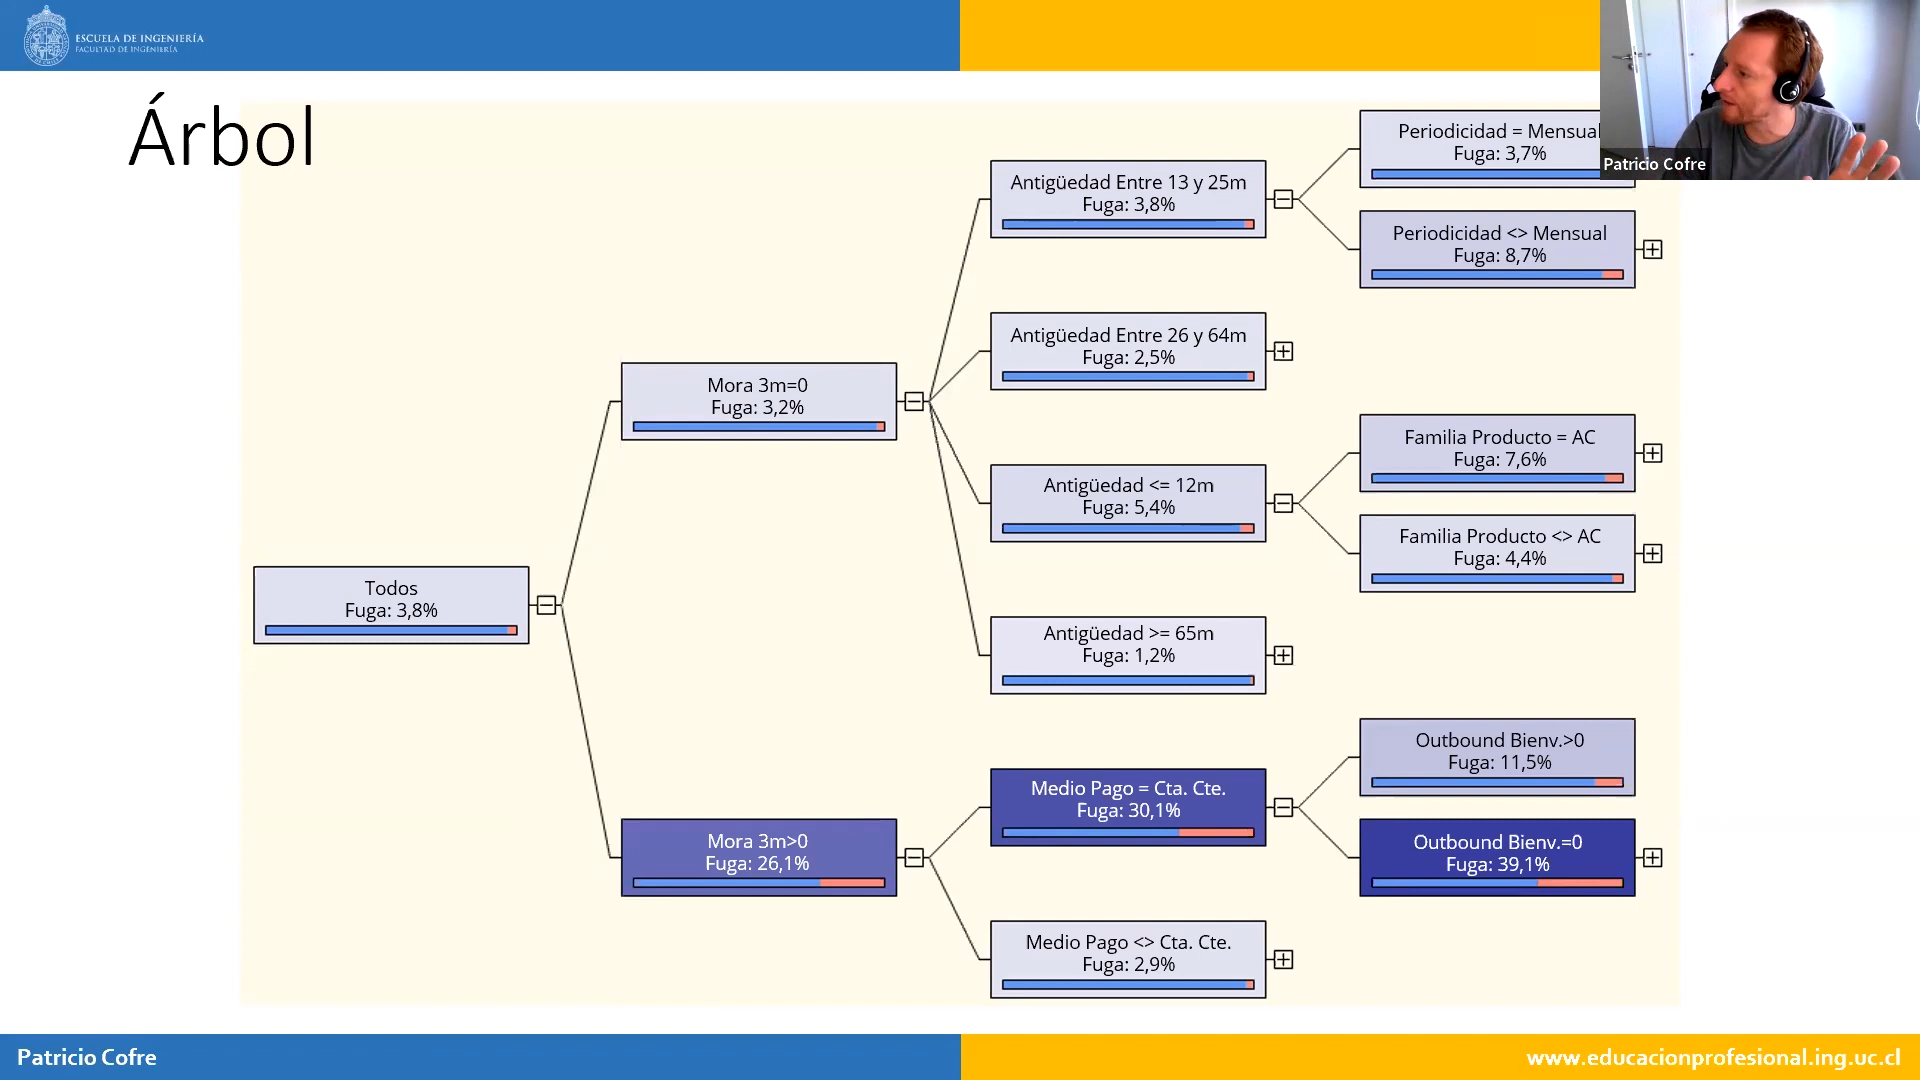 ESCUELA DE INGENIERÍA
FACULTAD DE INGENIERÍA
Árbol
Patricio Cofre
Todos
Fuga: 3,8%
Mora 3m=0
Fuga: 3,2%
Mora 3m>0
Fuga: 26,1%
Antigüedad Entre 13 y 25m
Fuga: 3,8%
Antigüedad Entre 26 y 64m
Fuga: 2,5%
Antigüedad <= 12m
Fuga: 5,4%
Antigüedad >= 65m
Fuga: 1,2%
Medio Pago = Cta. Cte.
Fuga: 30,1%
Medio Pago <> Cta. Cte.
Fuga: 2,9%
Periodicidad = Mensual
Fuga: 3,7%
Periodicidad <> Mensual
Fuga: 8,7%
Familia Producto = AC
Fuga: 7,6%
Familia Producto <> AC
Fuga: 4,4%
Outbound Bienv.>0
Fuga: 11,5%
Outbound Bienv.=0
Fuga: 39,1%
Patricio Cofre
www.educacionprofesional.ing.uc.cl